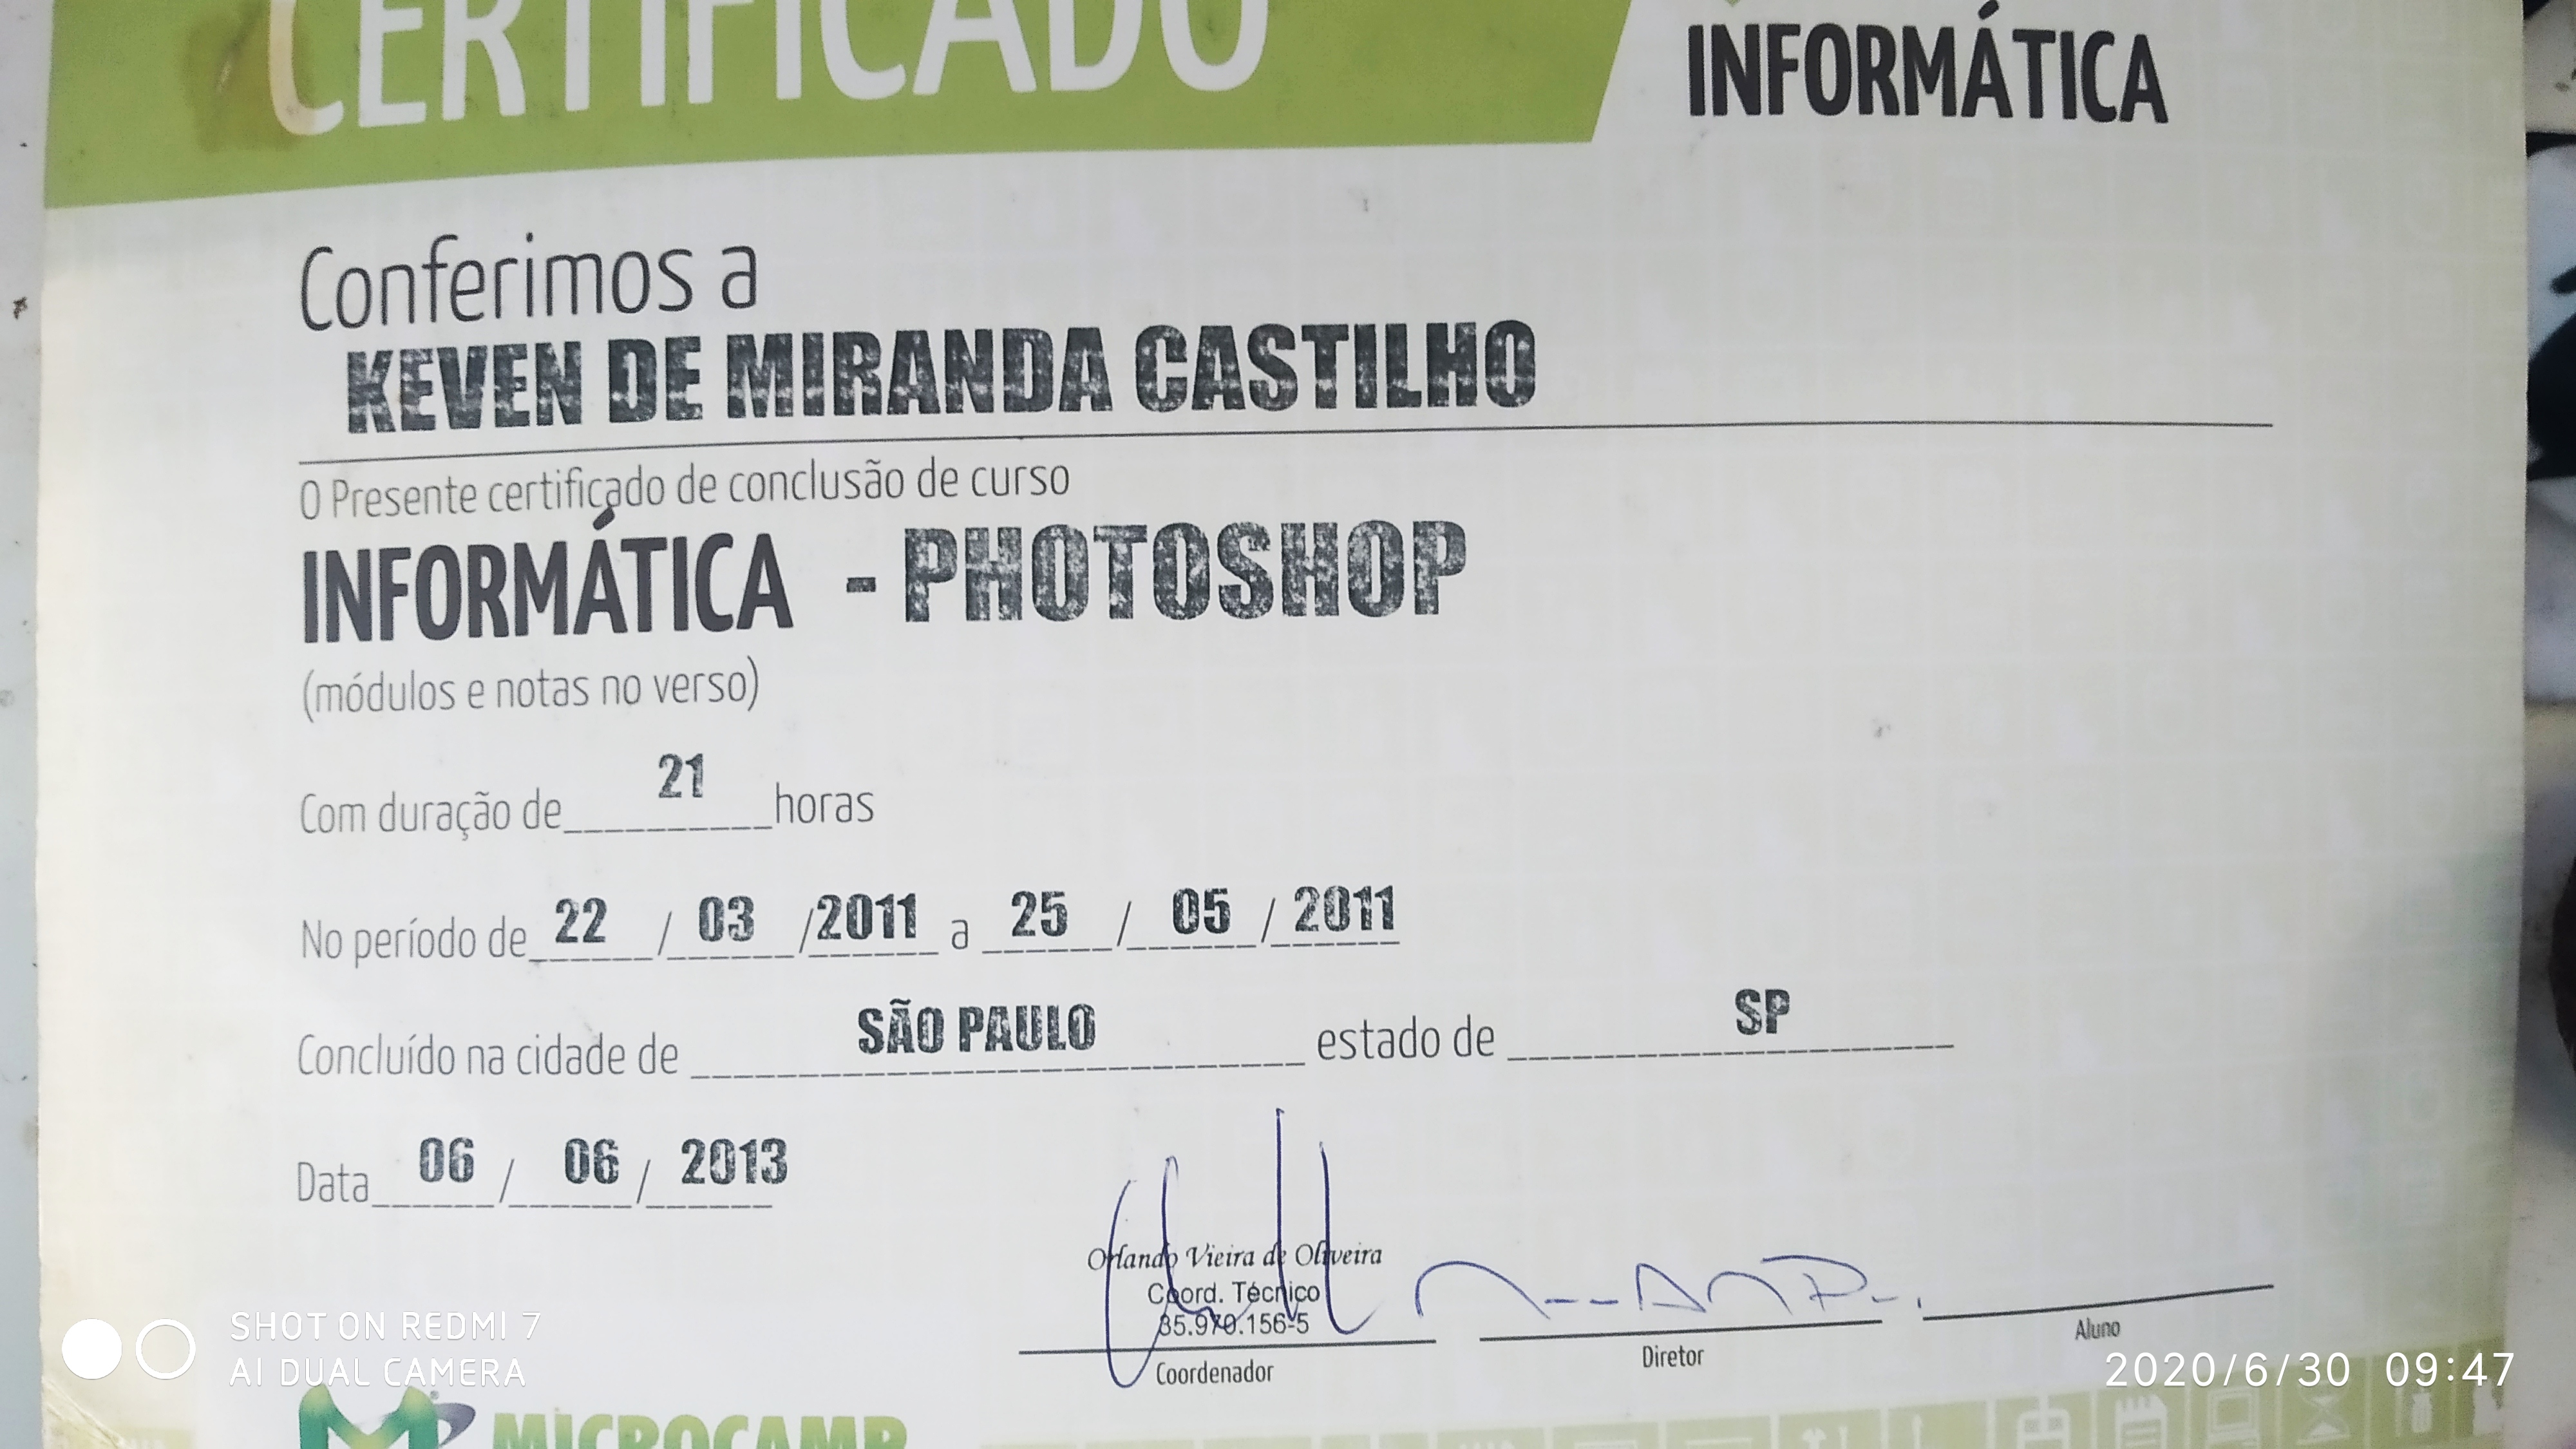 CERTIFICADO
INFORMÁTICA
Conferimos a
KEVEN DE MIRANDA CASTILHO
O Presente certificado de conclusão de curso
INFORMÁTICA - PHOTOSHOP
(módulos e notas no verso)
Com duração de 21 horas
No período de 22 / 03 / 2011 a 25 / 05 / 2011
Concluído na cidade de SÃO PAULO estado de SP
Data 06 / 06 / 2013
Orlando Vieira de Oliveira
Coord. Técnico
35.970.156-5
Coordenador
Diretor
Aluno
SHOT ON REDMI 7
AI DUAL CAMERA
2020/6/30 09:47
MICROCAMP